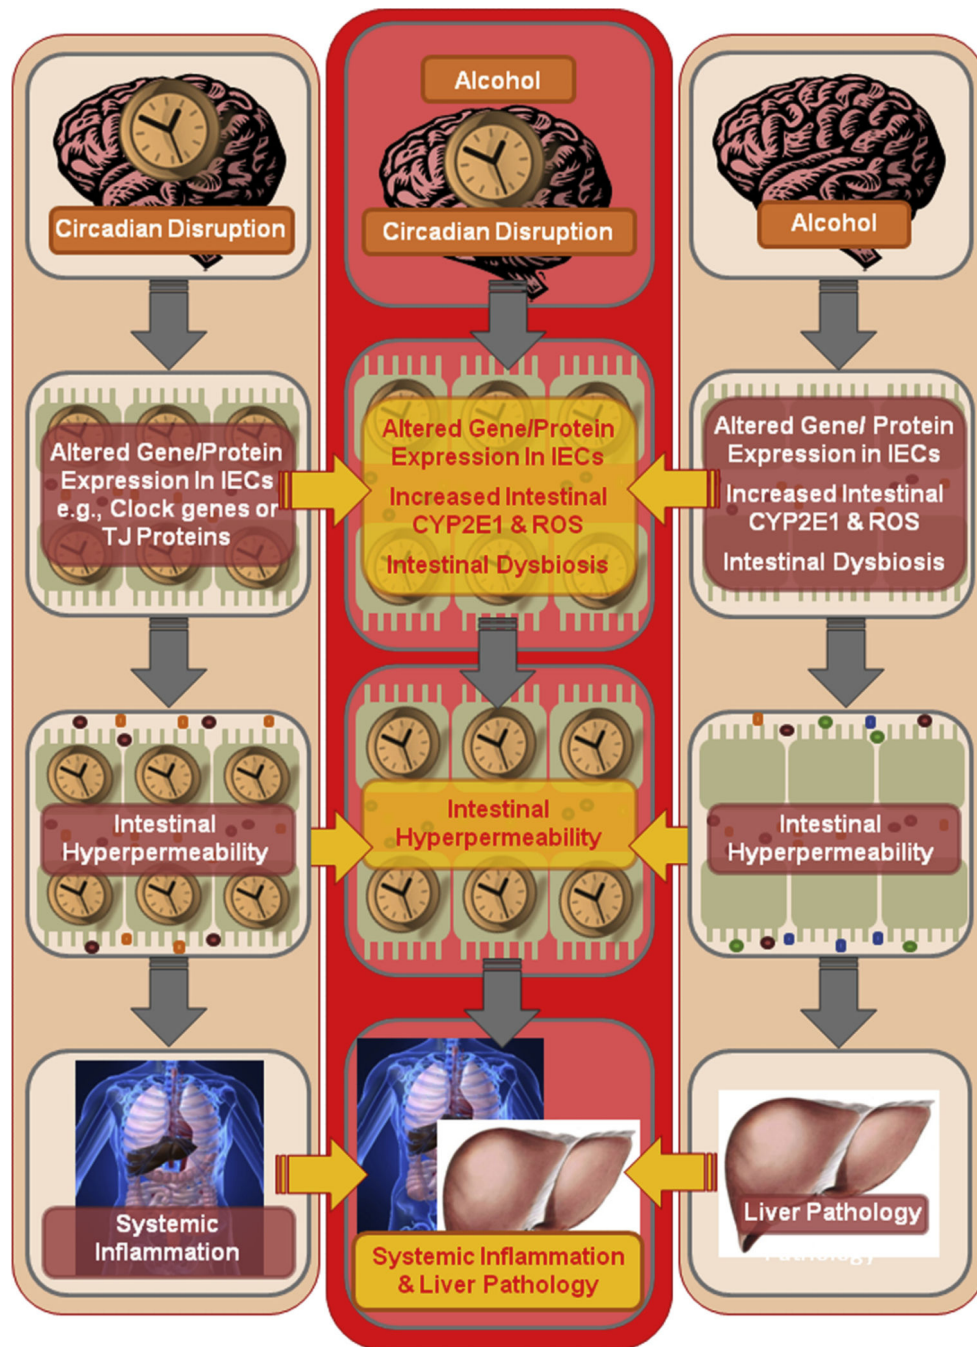 Circadian Disruption
Alcohol
Circadian Disruption
Alcohol
Altered Gene/Protein
Expression In IECs
e.g., Clock genes or
TJ Proteins
Altered Gene/Protein
Expression In IECs
Increased Intestinal
CYP2E1 & ROS
Intestinal Dysbiosis
Altered Gene/ Protein
Expression in IECs
Increased Intestinal
CYP2E1 & ROS
Intestinal Dysbiosis
Intestinal
Hyperpermeability
Intestinal
Hyperpermeability
Intestinal
Hyperpermeability
Systemic
Inflammation
Systemic Inflammation
& Liver Pathology
Liver Pathology
Pathology